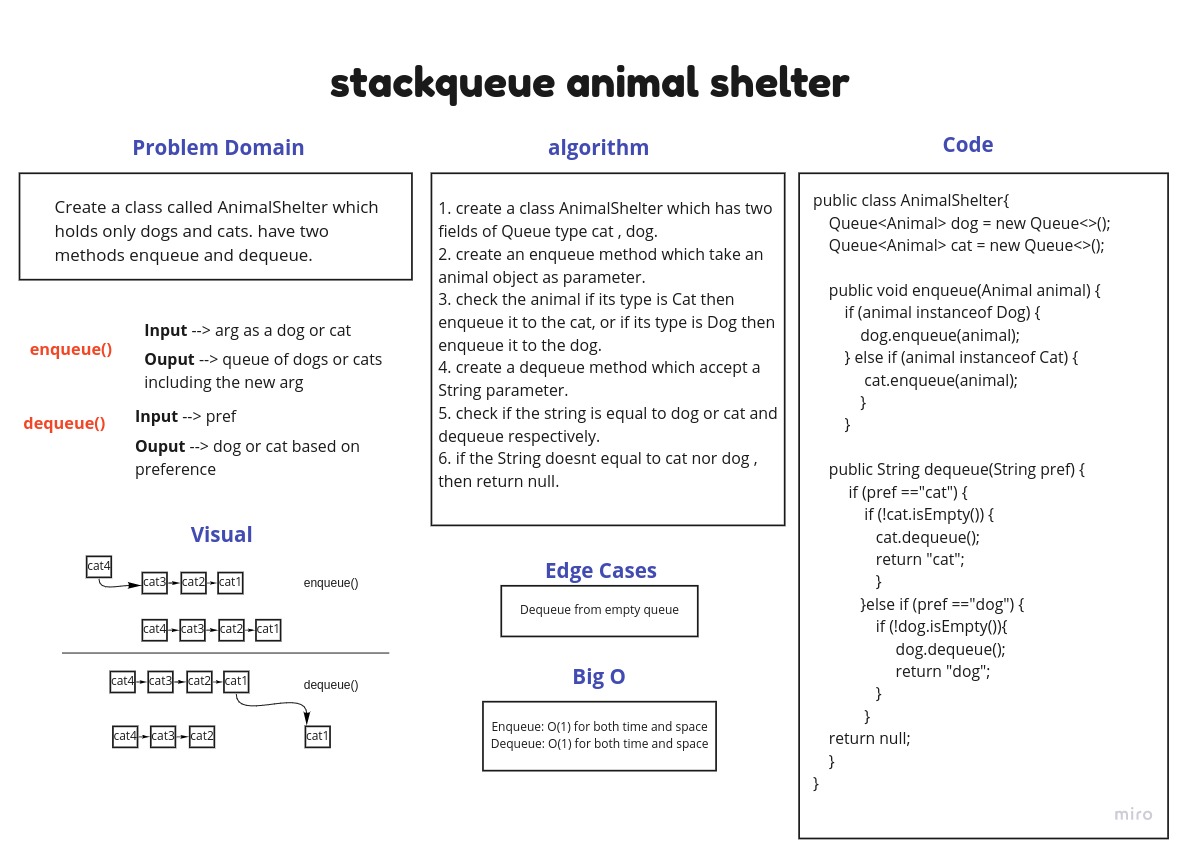 stackqueue animal shelter
Problem Domain
Create a class called AnimalShelter which
holds only dogs and cats. have two
methods enqueue and dequeue.
enqueue()
Input --> arg as a dog or cat
Ouput --> queue of dogs or cats
including the new arg
dequeue()
Input --> pref
Ouput --> dog or cat based on
preference
Visual
cat4
cat3 cat2 cat1
enqueue()
cat4 cat3 cat2 cat1
cat4 cat3 cat2 cat1
dequeue()
cat4 cat3 cat2
cat1
algorithm
1. create a class AnimalShelter which has two
fields of Queue type cat , dog.
2. create an enqueue method which take an
animal object as parameter.
3. check the animal if its type is Cat then
enqueue it to the cat, or if its type is Dog then
enqueue it to the dog.
4. create a dequeue method which accept a
String parameter.
5. check if the string is equal to dog or cat and
dequeue respectively.
6. if the String doesnt equal to cat nor dog ,
then return null.
Edge Cases
Dequeue from empty queue
Big O
Enqueue: O(1) for both time and space
Dequeue: O(1) for both time and space
Code
public class AnimalShelter{
Queue<Animal> dog = new Queue<>();
Queue<Animal> cat = new Queue<>();
public void enqueue(Animal animal) {
if (animal instanceof Dog) {
dog.enqueue(animal);
} else if (animal instanceof Cat) {
cat.enqueue(animal);
}
}
public String dequeue(String pref) {
if (pref =="cat") {
if (!cat.isEmpty()) {
cat.dequeue();
return "cat";
}
}else if (pref =="dog") {
if (!dog.isEmpty()){
dog.dequeue();
return "dog";
}
}
return null;
}
}
miro